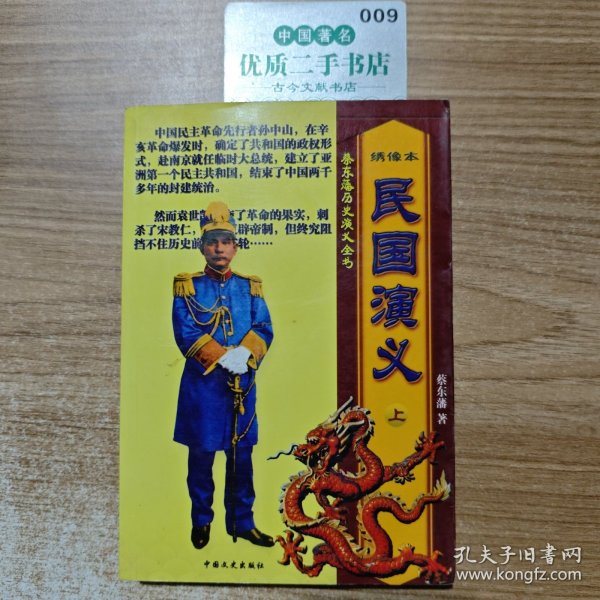 009
中国著名
优质二手书店
古今文献书店
中国民主革命先行者孙中山，在辛
亥革命爆发时，确定了共和国的政权形
式，赴南京就任临时大总统，建立了亚
洲第一个民主共和国，结束了中国两千
多年的封建统治。
然而袁世 了革命的果实，刺
杀了宋教仁， 辟帝制，但终究阻
挡不住历史前 轮……
蔡东藩历史演义全书
绣像本
民国演义
上
蔡东藩 著
中国文史出版社
孔夫子旧书网
www.kongfz.com